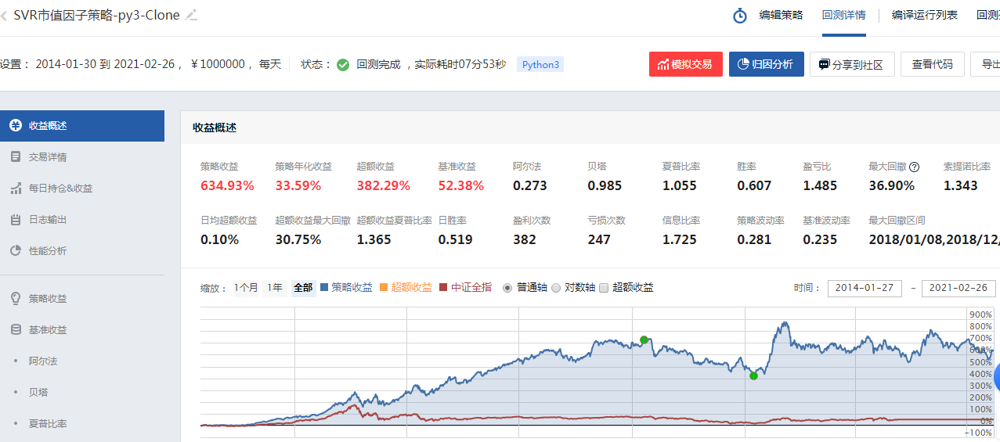 SVR市值因子策略-py3-Clone 编辑策略 回测详情 编译运行列表
设置： 2014-01-30 到 2021-02-26， ￥1000000， 每天 状态： 回测完成 ，实际耗时07分53秒 Python3 模拟交易 归因分析 分享到社区 查看代码 导出
收益概述
交易详情
每日持仓&收益
日志输出
性能分析
策略收益
基准收益
• 阿尔法
• 贝塔
• 夏普比率
收益概述
策略收益 策略年化收益 超额收益 基准收益 阿尔法 贝塔 夏普比率 胜率 盈亏比 最大回撤 ? 索提诺比率
634.93% 33.59% 382.29% 52.38% 0.273 0.985 1.055 0.607 1.485 36.90% 1.343
日均超额收益 超额收益最大回撤 超额收益夏普比率 日胜率 盈利次数 亏损次数 信息比率 策略波动率 基准波动率 最大回撤区间
0.10% 30.75% 1.365 0.519 382 247 1.725 0.281 0.235 2018/01/08,2018/12/
缩放： 1个月 1年 全部 策略收益 超额收益 中证全指 普通轴 对数轴 超额收益 时间： 2014-01-27 - 2021-02-26
900%
800%
700%
600%
500%
400%
300%
200%
100%
0%
-100%